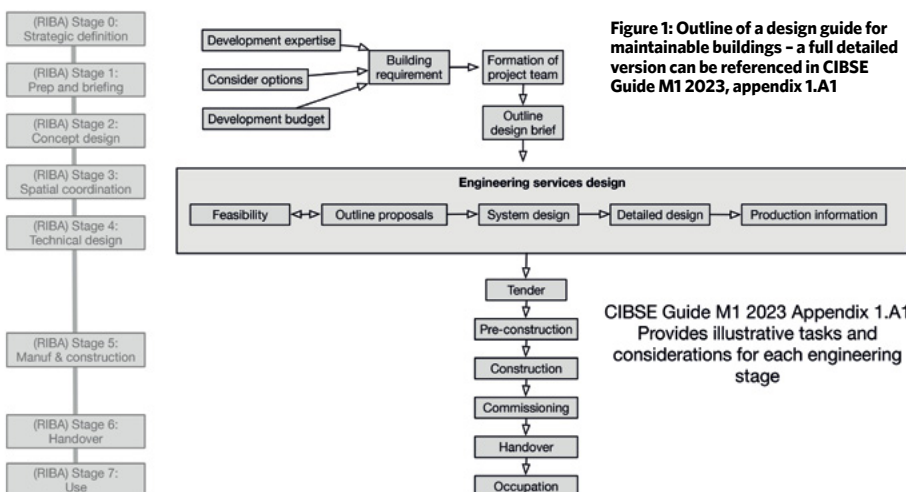 (RIBA) Stage 0:
Strategic definition
(RIBA) Stage 1:
Prep and briefing
(RIBA) Stage 2:
Concept design
(RIBA) Stage 3:
Spatial coordination
(RIBA) Stage 4:
Technical design
(RIBA) Stage 5:
Manuf & construction
(RIBA) Stage 6:
Handover
(RIBA) Stage 7:
Use
Development expertise
Consider options
Development budget
Building
requirement
Formation of
project team
Outline
design brief
Figure 1: Outline of a design guide for
maintainable buildings – a full detailed
version can be referenced in CIBSE
Guide M1 2023, appendix 1.A1
Engineering services design
Feasibility
Outline proposals
System design
Detailed design
Production information
Tender
Pre-construction
Construction
Commissioning
Handover
Occupation
CIBSE Guide M1 2023 Appendix 1.A1
Provides illustrative tasks and
considerations for each engineering
stage